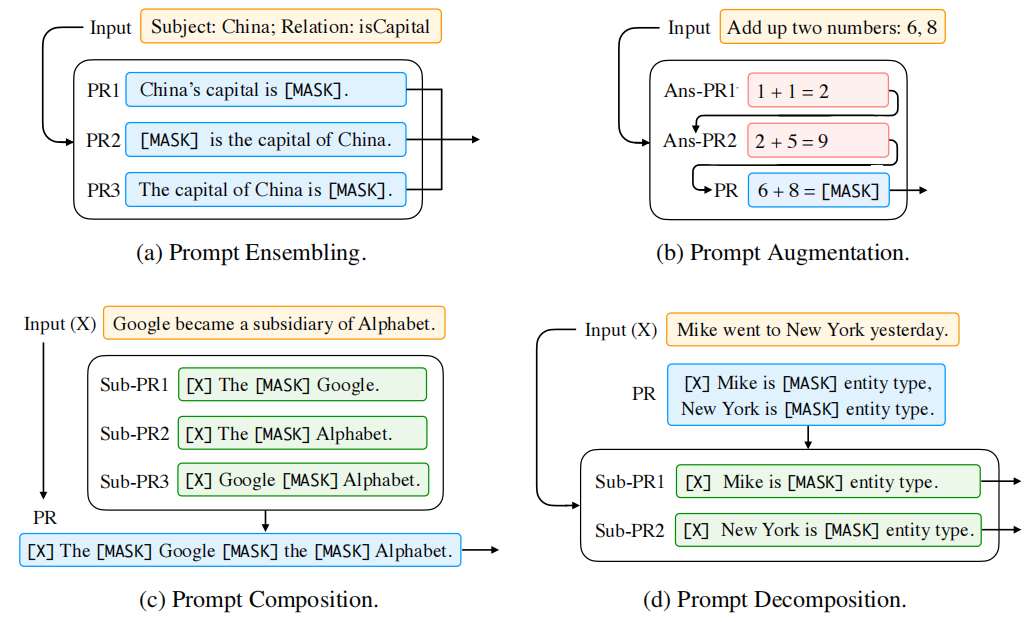 Input Subject: China; Relation: isCapital
PR1 China's capital is [MASK].
PR2 [MASK] is the capital of China.
PR3 The capital of China is [MASK].
(a) Prompt Ensembling.
Input Add up two numbers: 6, 8
Ans-PR1 1 + 1 = 2
Ans-PR2 2 + 5 = 9
PR 6 + 8 = [MASK]
(b) Prompt Augmentation.
Input (X) Google became a subsidiary of Alphabet.
Sub-PR1 [X] The [MASK] Google.
Sub-PR2 [X] The [MASK] Alphabet.
Sub-PR3 [X] Google [MASK] Alphabet.
PR
[X] The [MASK] Google [MASK] the [MASK] Alphabet.
(c) Prompt Composition.
Input (X) Mike went to New York yesterday.
PR [X] Mike is [MASK] entity type,
New York is [MASK] entity type.
Sub-PR1 [X] Mike is [MASK] entity type.
Sub-PR2 [X] New York is [MASK] entity type.
(d) Prompt Decomposition.